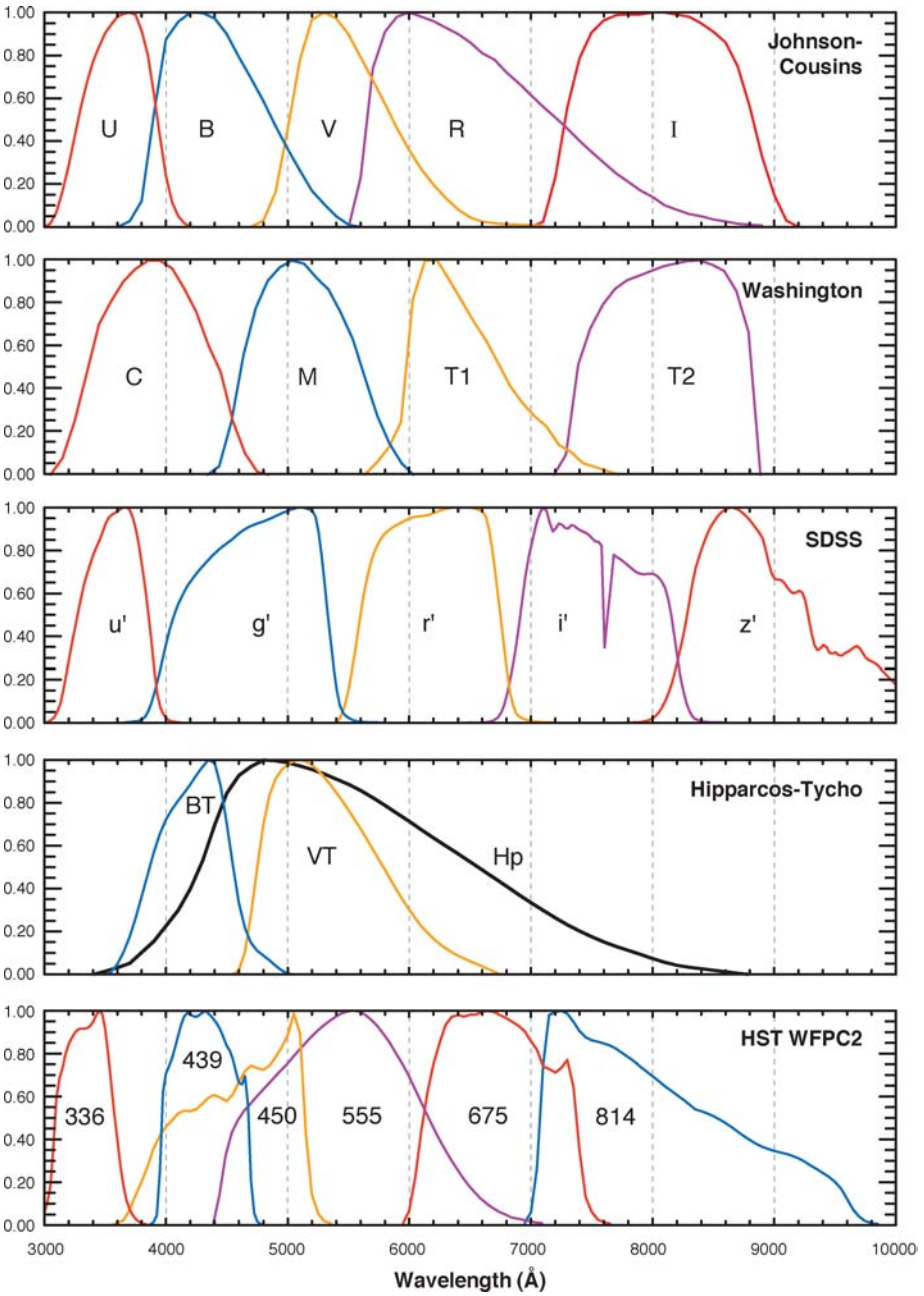 1.00
0.80
0.60
0.40
0.20
0.00
U
B
V
R
I
Johnson-
Cousins
1.00
0.80
0.60
0.40
0.20
0.00
C
M
T1
T2
Washington
1.00
0.80
0.60
0.40
0.20
0.00
u'
g'
r'
i'
z'
SDSS
1.00
0.80
0.60
0.40
0.20
0.00
BT
VT
Hp
Hipparcos-Tycho
1.00
0.80
0.60
0.40
0.20
0.00
336
439
450
555
675
814
HST WFPC2
3000 4000 5000 6000 7000 8000 9000 10000
Wavelength (Å)